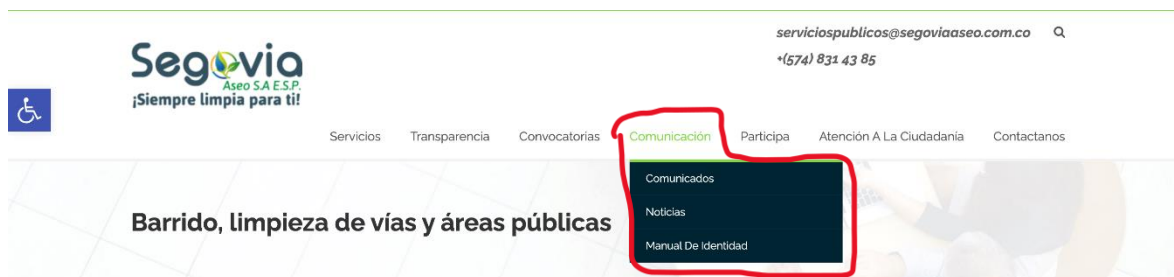 serviciospublicos@segoviaaseo.com.co
+(574) 831 43 85
Segovia
Aseo S.A E.S.P.
¡Siempre limpia para ti!
Servicios Transparencia Convocatorias Comunicación Participa Atención A La Ciudadanía Contactanos
Comunicados
Noticias
Manual De Identidad
Barrido, limpieza de vías y áreas públicas